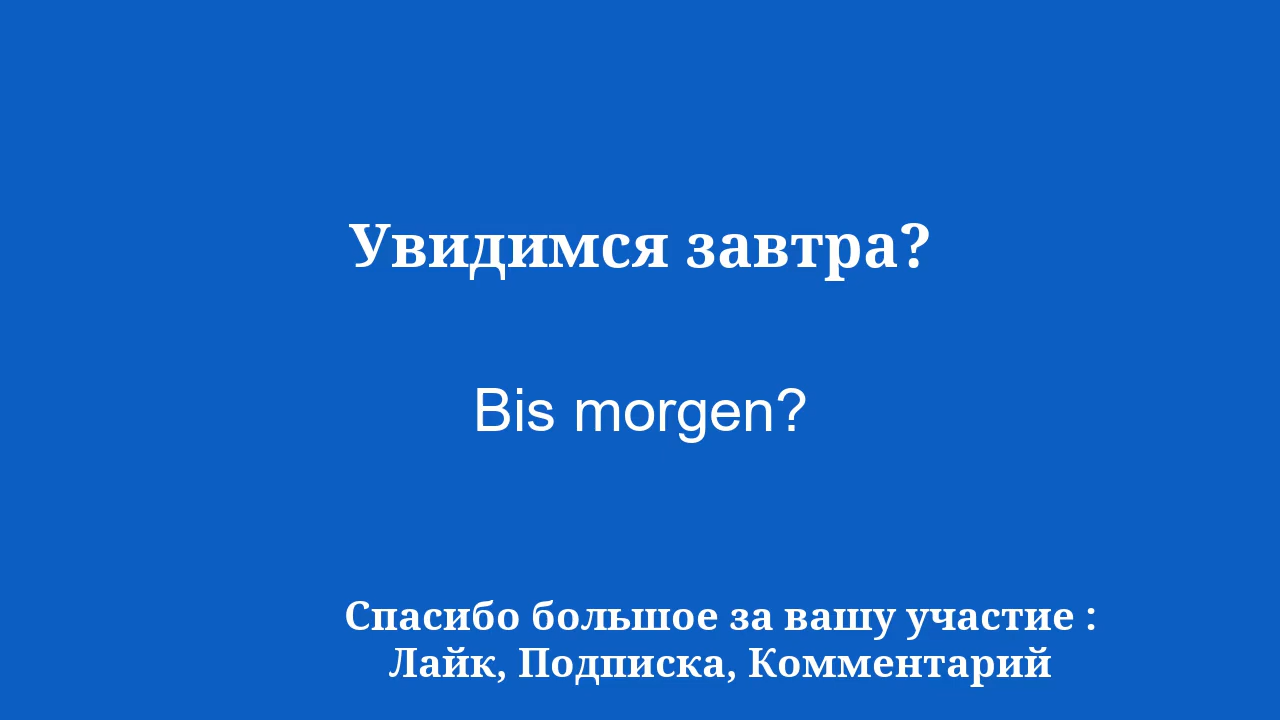 Увидимся завтра?
Bis morgen?
Спасибо большое за вашу участие :
Лайк, Подписка, Комментарий